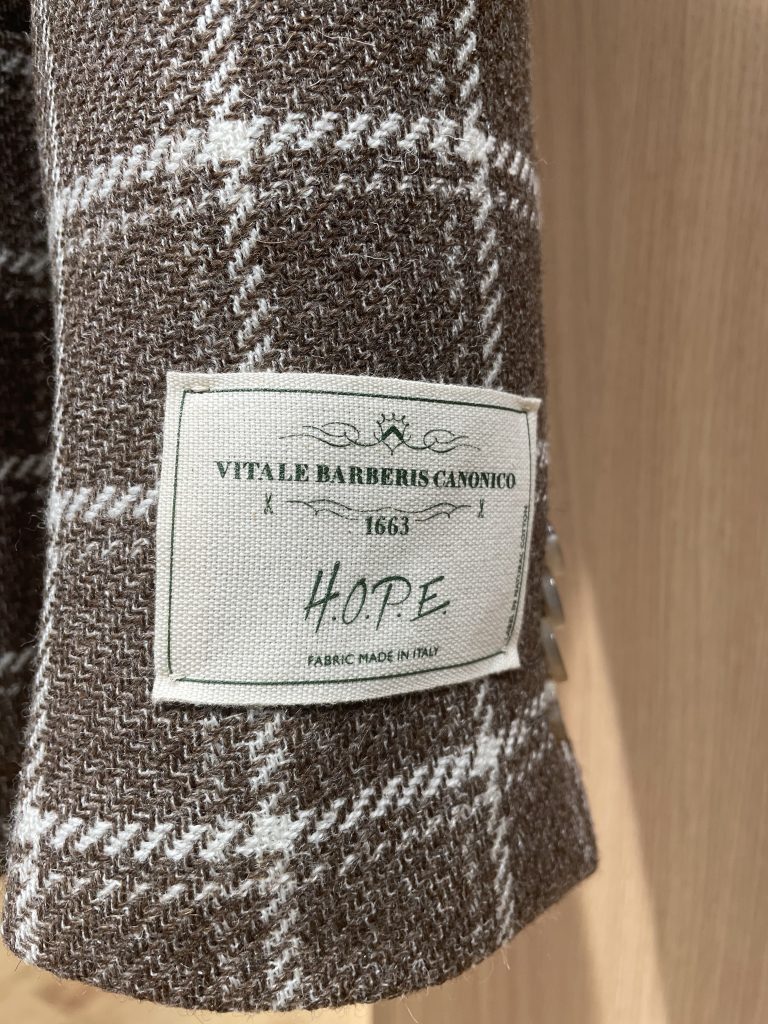 VITALE BARBERIS CANONICO
1663
H.O.P.E.
FABRIC MADE IN ITALY